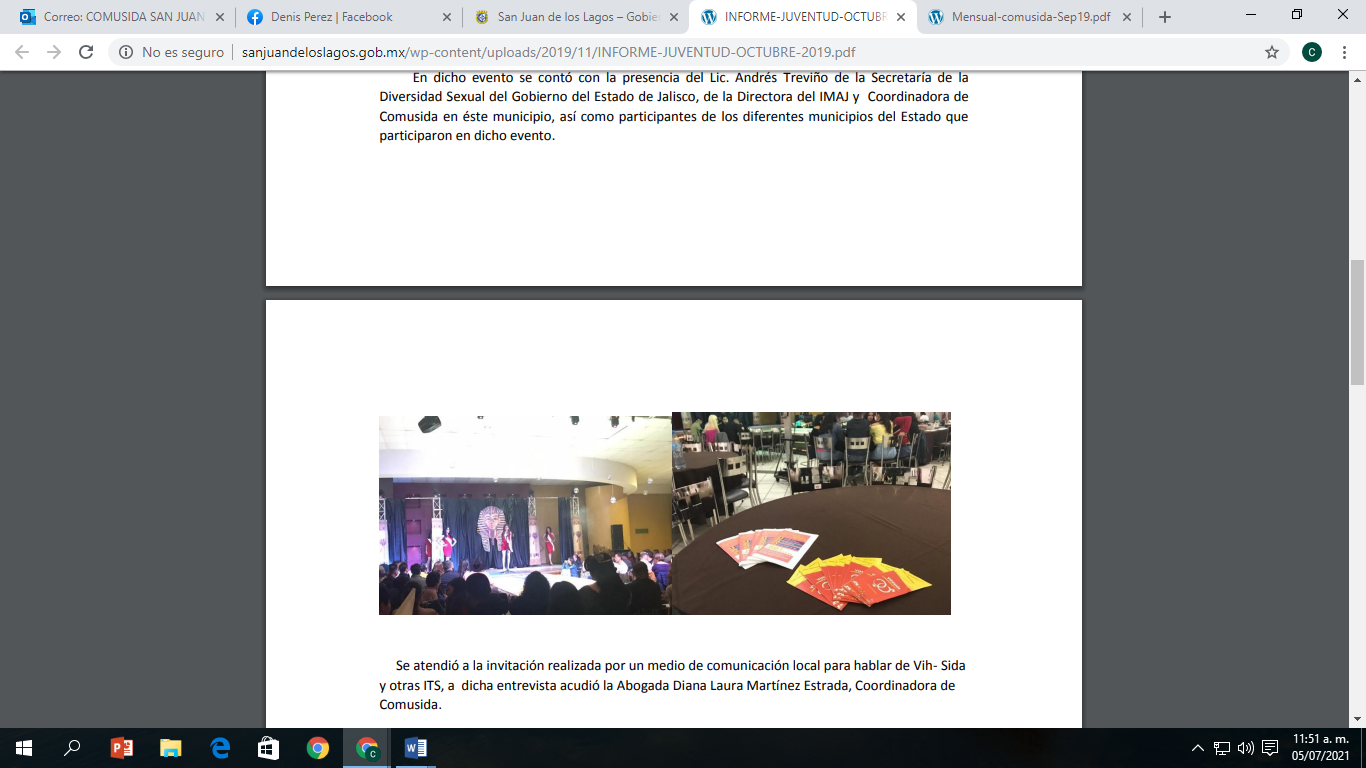 Correo: COMUSIDA SAN JUAN
Denis Perez | Facebook
San Juan de los Lagos – Gobie
INFORME-JUVENTUD-OCTUBR
Mensual-comusida-Sep19.pdf
No es seguro
sanjuandeloslagos.gob.mx/wp-content/uploads/2019/11/INFORME-JUVENTUD-OCTUBRE-2019.pdf
C
En dicho evento se contó con la presencia del Lic. Andrés Treviño de la Secretaría de la
Diversidad Sexual del Gobierno del Estado de Jalisco, de la Directora del IMAJ y Coordinadora de
Comusida en éste municipio, así como participantes de los diferentes municipios del Estado que
participaron en dicho evento.
Se atendió a la invitación realizada por un medio de comunicación local para hablar de Vih- Sida
y otras ITS, a dicha entrevista acudió la Abogada Diana Laura Martínez Estrada, Coordinadora de
Comusida.
11:51 a. m.
05/07/2021